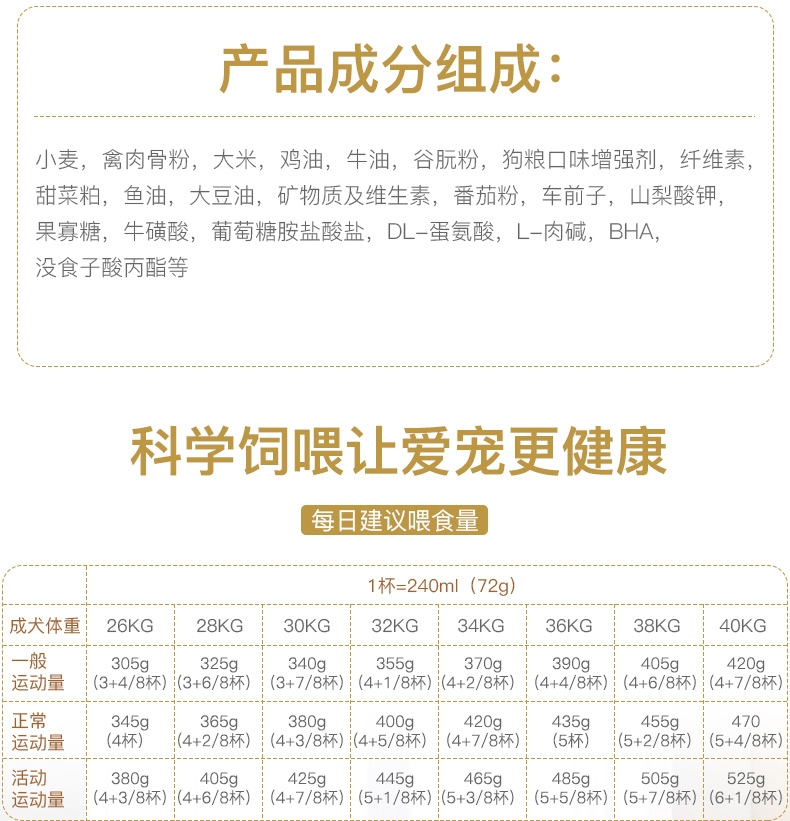 产品成分组成：
小麦，禽肉骨粉，大米，鸡油，牛油，谷朊粉，狗粮口味增强剂，纤维素，
甜菜粕，鱼油，大豆油，矿物质及维生素，番茄粉，车前子，山梨酸钾，
果寡糖，牛磺酸，葡萄糖胺盐酸盐，DL-蛋氨酸，L-肉碱，BHA，
没食子酸丙酯等
科学饲喂让爱宠更健康
每日建议喂食量
1杯=240ml（72g）
成犬体重 26KG 28KG 30KG 32KG 34KG 36KG 38KG 40KG
一般 305g 325g 340g 355g 370g 390g 405g 420g
运动量 (3+4/8杯) (3+6/8杯) (3+7/8杯) (4+1/8杯) (4+2/8杯) (4+4/8杯) (4+6/8杯) (4+7/8杯)
正常 345g 365g 380g 400g 420g 435g 455g 470
运动量 (4杯) (4+2/8杯) (4+3/8杯) (4+5/8杯) (4+7/8杯) (5杯) (5+2/8杯) (5+4/8杯)
活动 380g 405g 425g 445g 465g 485g 505g 525g
运动量 (4+3/8杯) (4+6/8杯) (4+7/8杯) (5+1/8杯) (5+3/8杯) (5+5/8杯) (5+7/8杯) (6+1/8杯)